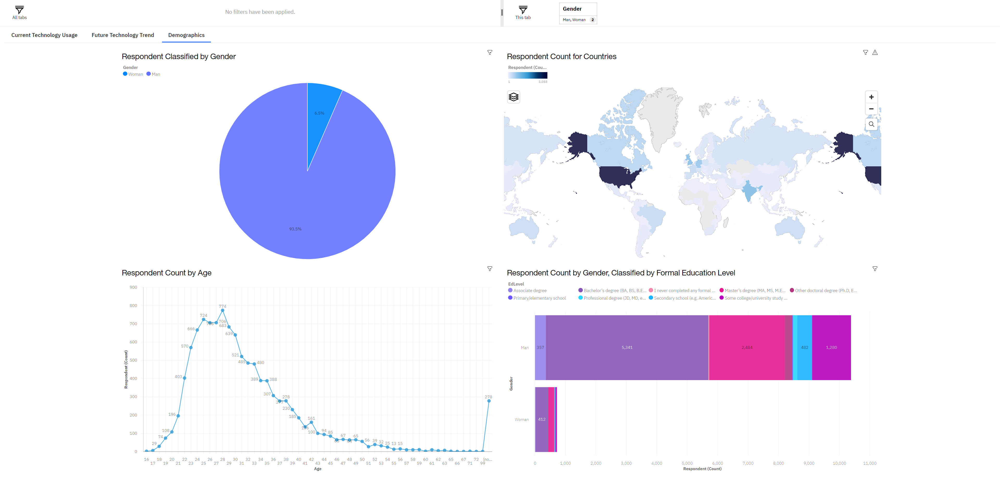 All tabs
No filters have been applied.
This tab
Gender
Man, Woman 2
Current Technology Usage
Future Technology Trend
Demographics
Respondent Classified by Gender
Gender
Woman Man
6.5%
93.5%
Respondent Count for Countries
Respondent (Cou...
1 3,058
Respondent Count by Age
Respondent (Count)
900
800
700
600
500
400
300
200
100
0
29
74
108
196
403
570
666
724
706
706
774
683
639
521
485
480
389
388
307
277
278
230
185
136
161
100
94
85
65
67
64
65
56
39
32
25
13
15
278
16 18 20 22 24 26 28 30 32 34 36 38 40 42 44 46 48 50 52 54 56 58 60 62 65 67 72 (no...
17 19 21 23 25 27 29 31 33 35 37 39 41 43 45 47 49 51 53 55 57 59 61 63 66 71 99
Age
Respondent Count by Gender, Classified by Formal Education Level
EdLevel
Associate degree Bachelor’s degree (BA, BS, B.E... I never completed any formal ... Master’s degree (MA, MS, M.E... Other doctoral degree (Ph.D, E...
Primary/elementary school Professional degree (JD, MD, e... Secondary school (e.g. Americ... Some college/university study ...
Gender
Man
357 5,341 2,484 482 1,280
Woman
412
0 1,000 2,000 3,000 4,000 5,000 6,000 7,000 8,000 9,000 10,000 11,000
Respondent (Count)